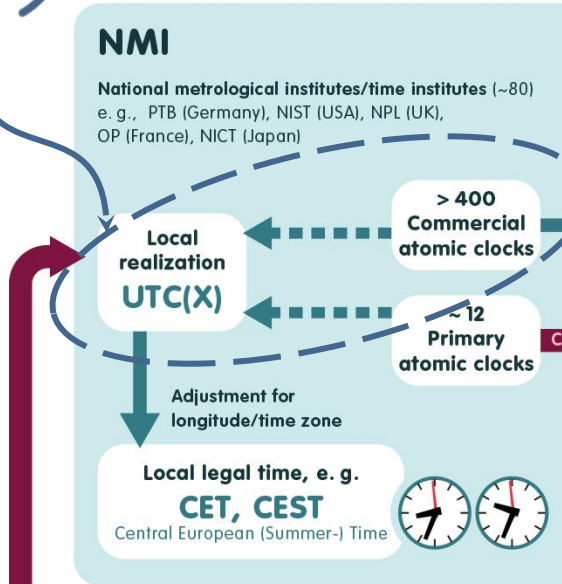 NMI
National metrological institutes/time institutes (~80)
e. g., PTB (Germany), NIST (USA), NPL (UK),
OP (France), NICT (Japan)
> 400
Commercial
atomic clocks
Local
realization
UTC(X)
~ 12
Primary
atomic clocks
C
Adjustment for
longitude/time zone
Local legal time, e. g.
CET, CEST
Central European (Summer-) Time